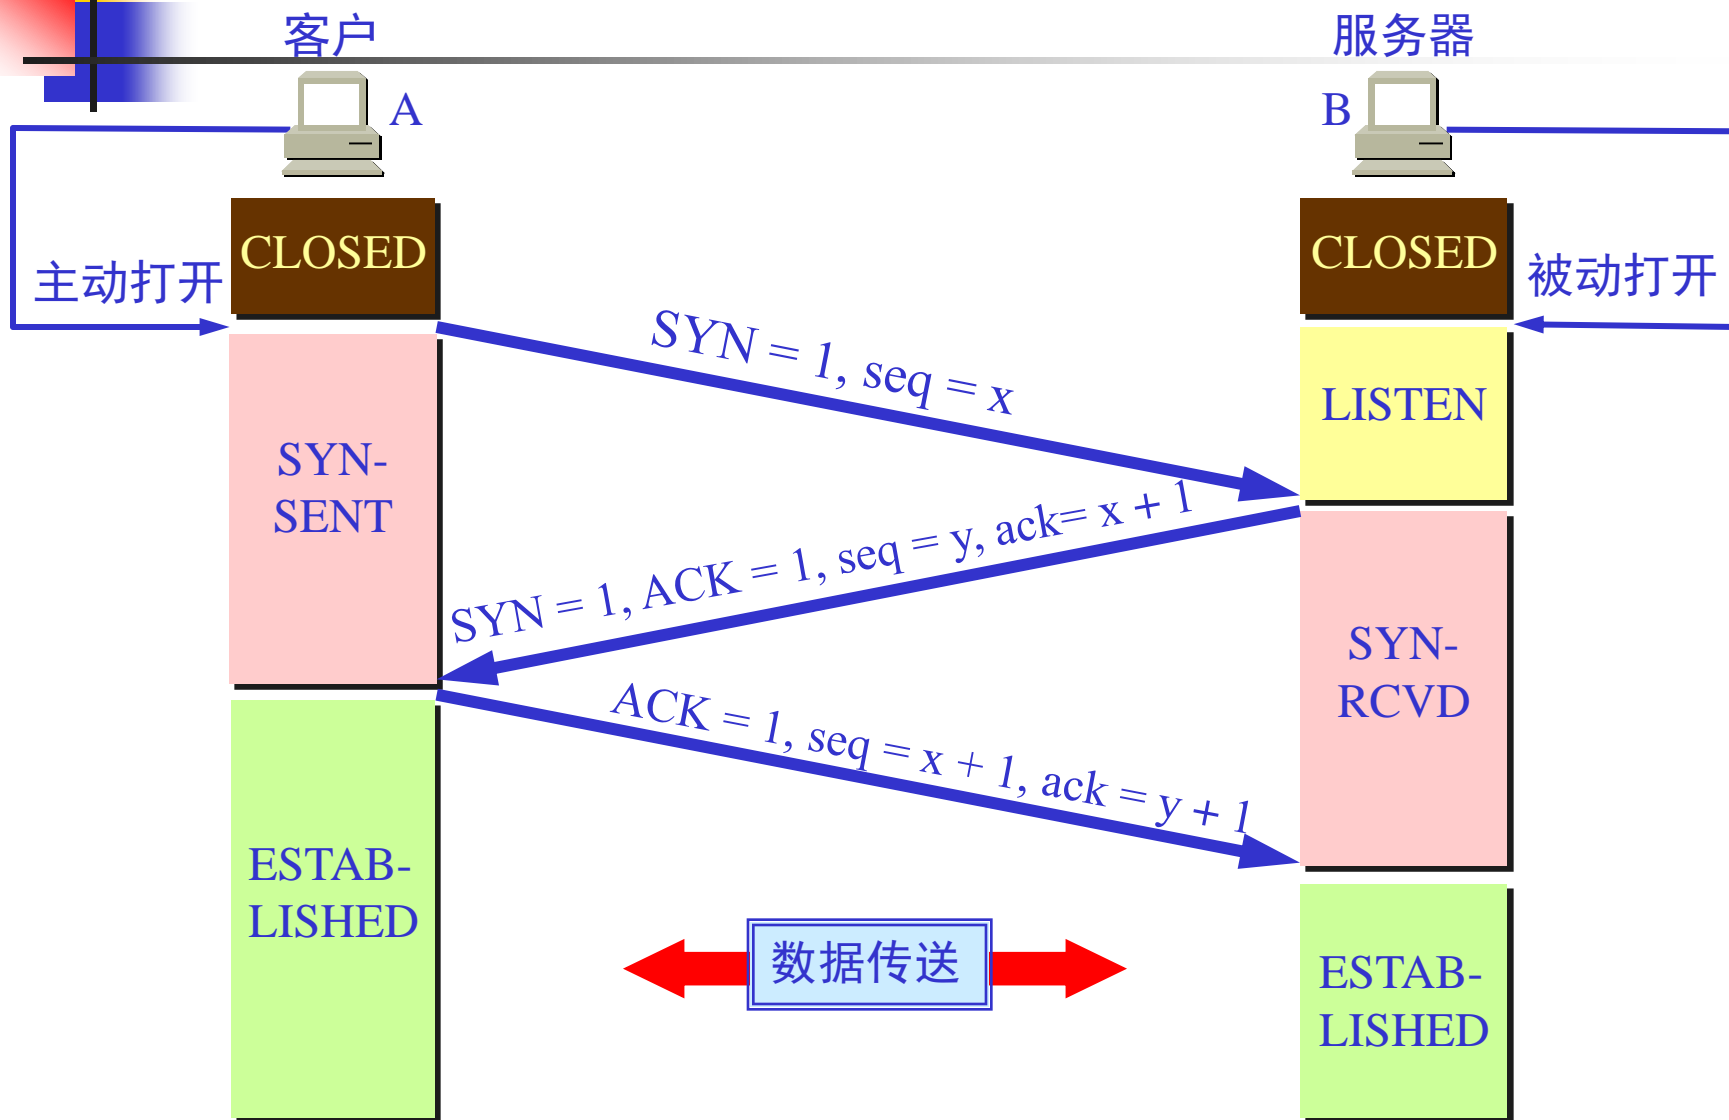 客户
服务器
A
B
CLOSED
CLOSED
主动打开
被动打开
SYN = 1, seq = x
LISTEN
SYN-
SENT
SYN = 1, ACK = 1, seq = y, ack= x + 1
SYN-
RCVD
ACK = 1, seq = x + 1, ack = y + 1
ESTAB-
LISHED
数据传送
ESTAB-
LISHED